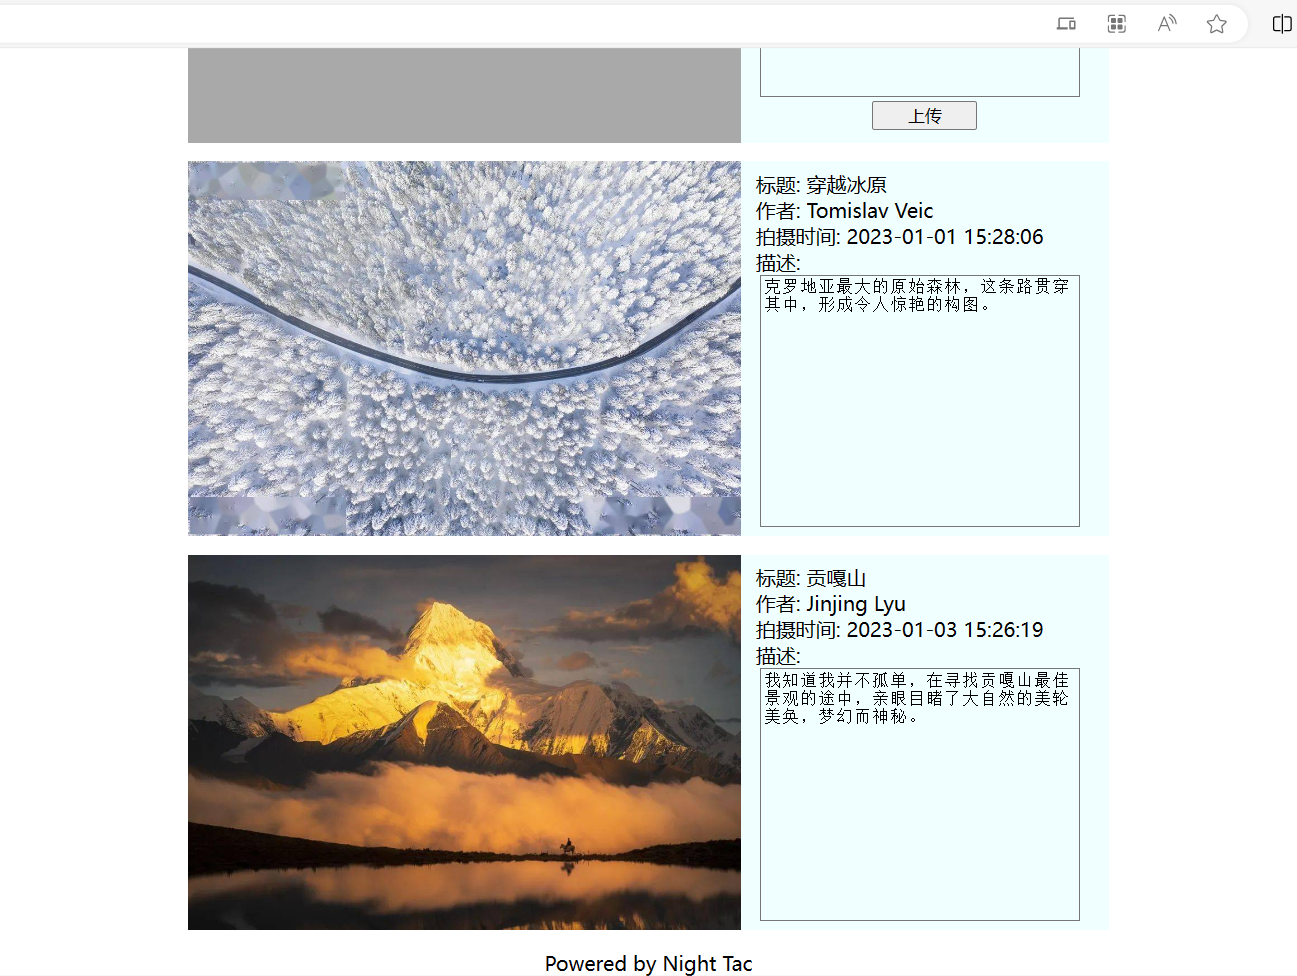 上传
标题: 穿越冰原
作者: Tomislav Veic
拍摄时间: 2023-01-01 15:28:06
描述:
克罗地亚最大的原始森林，这条路贯穿
其中，形成令人惊艳的构图。
标题: 贡嘎山
作者: Jinjing Lyu
拍摄时间: 2023-01-03 15:26:19
描述:
我知道我并不孤单，在寻找贡嘎山最佳
景观的途中，亲眼目睹了大自然的美轮
美奂，梦幻而神秘。
Powered by Night Tac